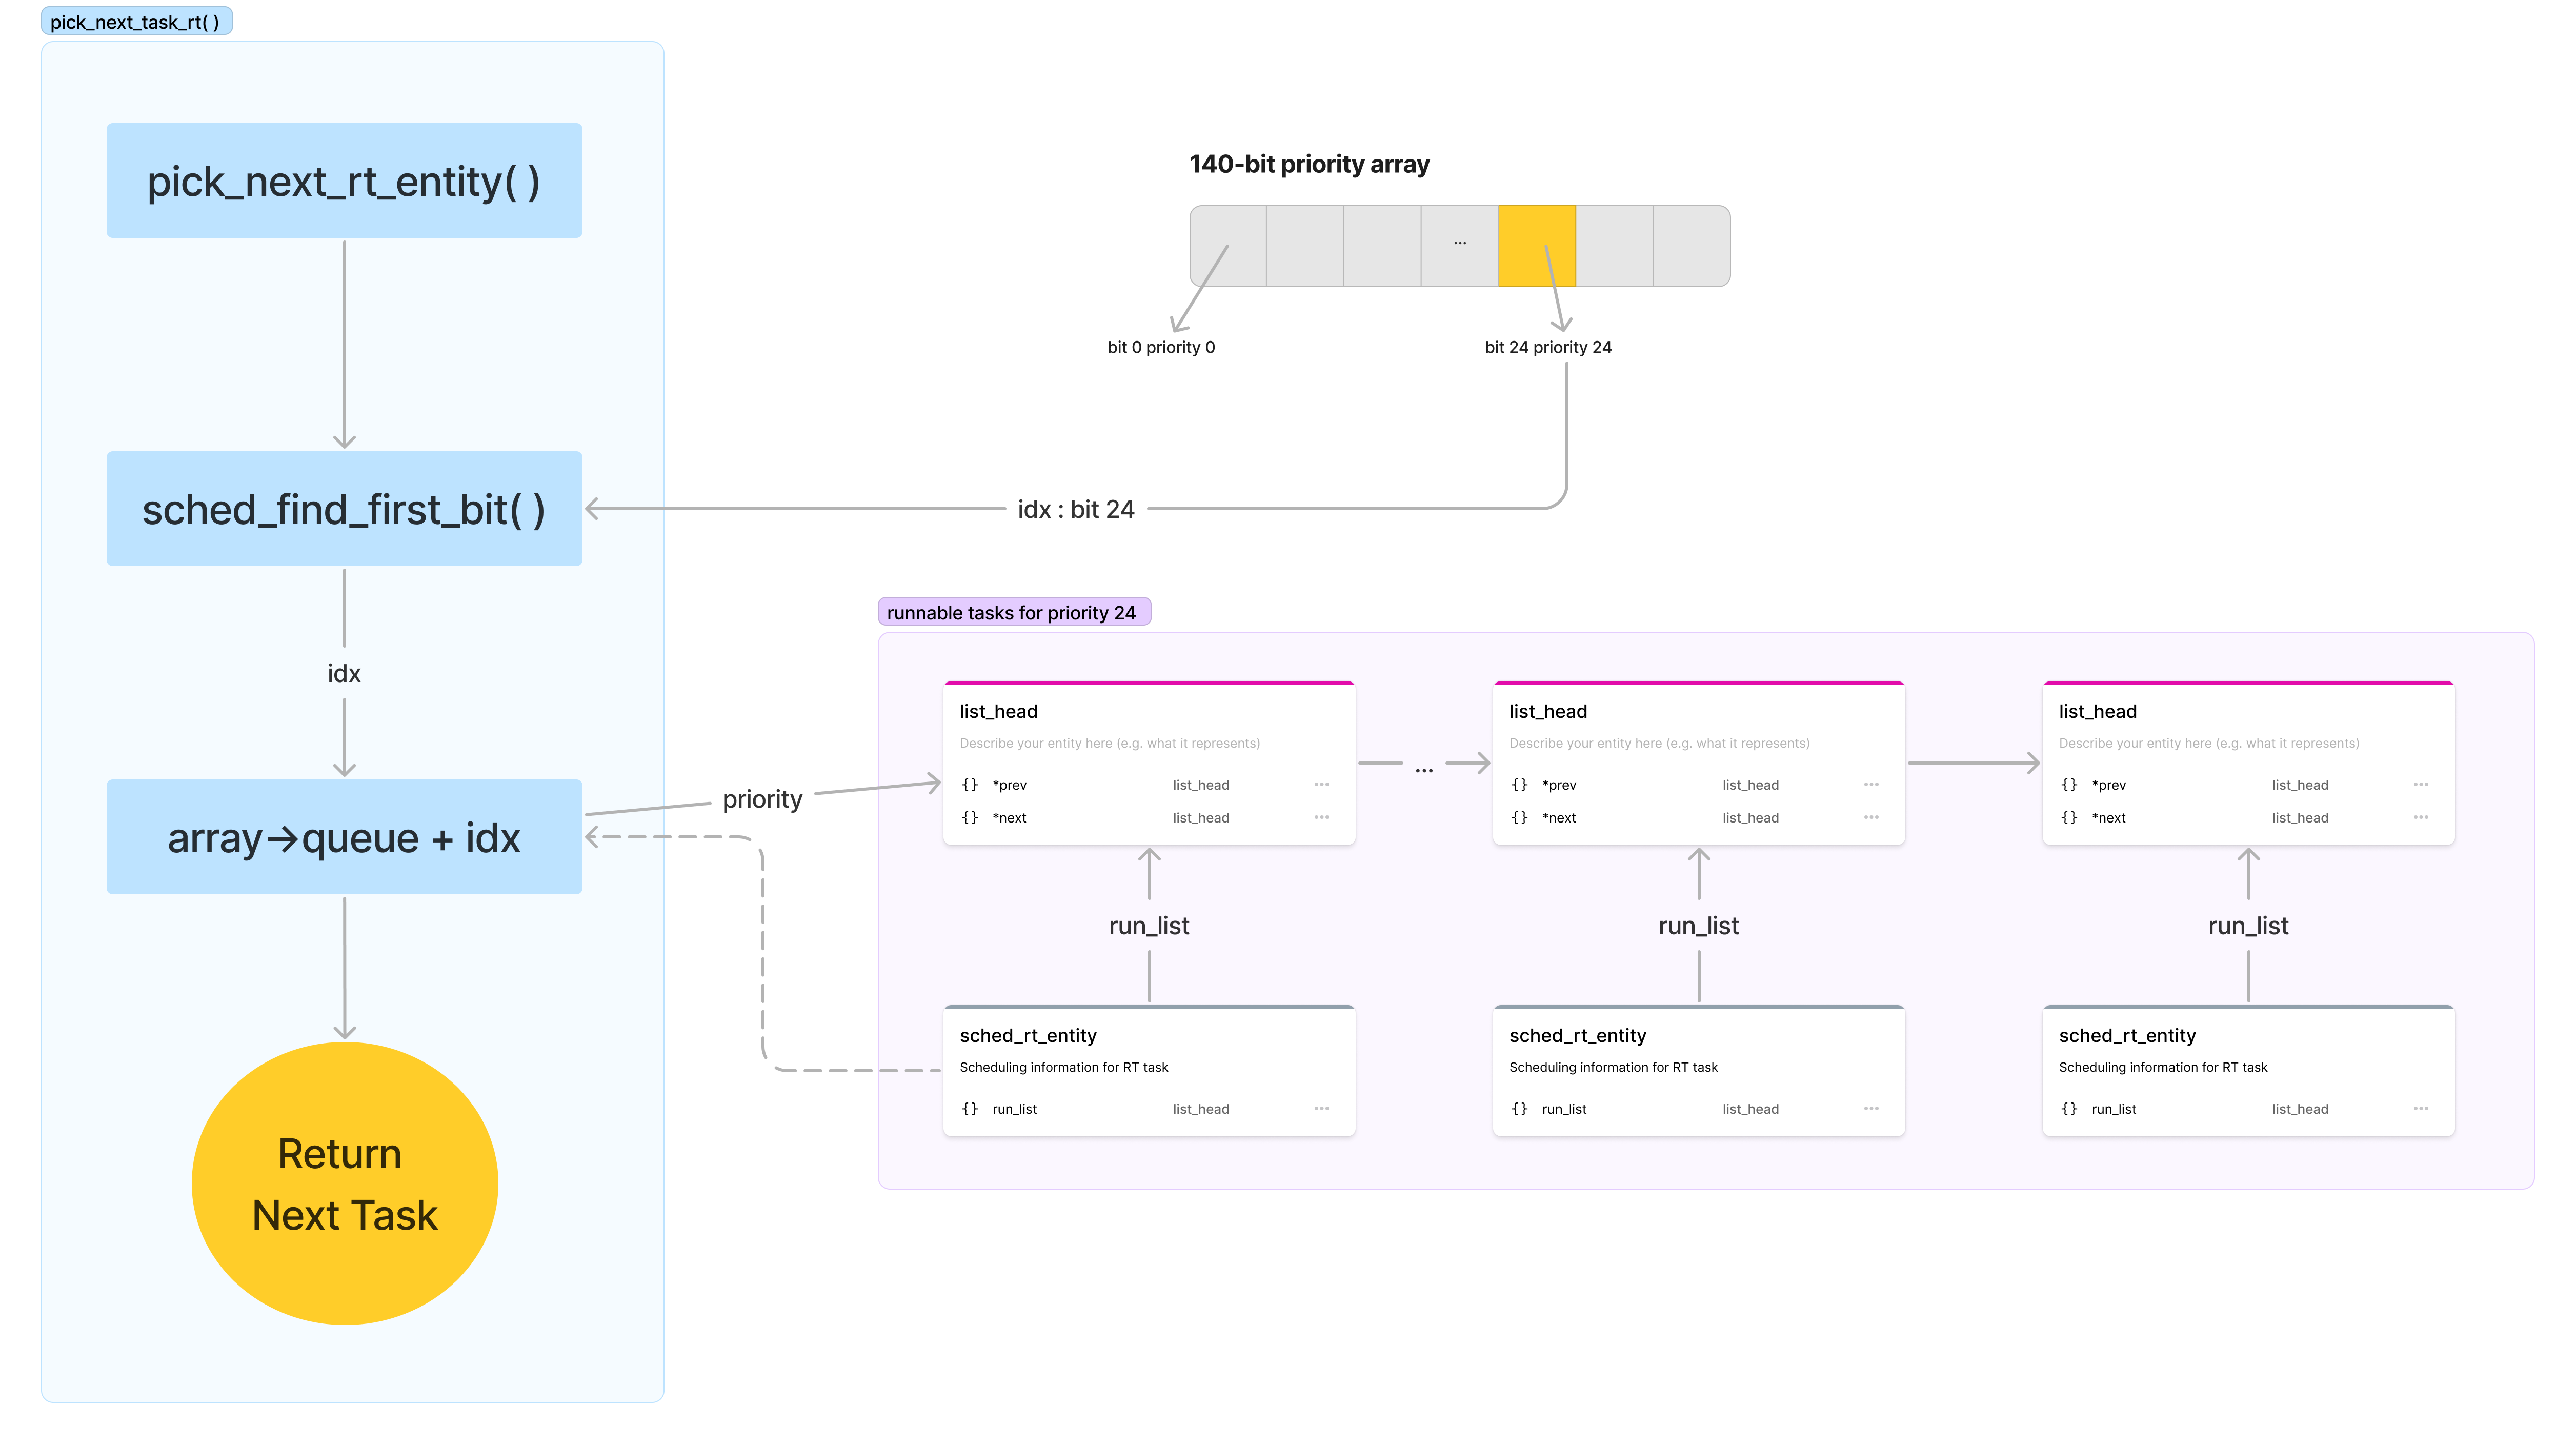 pick_next_task_rt( )
pick_next_rt_entity( )
sched_find_first_bit( )
idx
array→queue + idx
Return
Next Task
140-bit priority array
...
bit 0 priority 0
bit 24 priority 24
idx : bit 24
priority
runnable tasks for priority 24
list_head
Describe your entity here (e.g. what it represents)
{} *prev list_head ...
{} *next list_head ...
...
list_head
Describe your entity here (e.g. what it represents)
{} *prev list_head ...
{} *next list_head ...
list_head
Describe your entity here (e.g. what it represents)
{} *prev list_head ...
{} *next list_head ...
run_list
run_list
run_list
sched_rt_entity
Scheduling information for RT task
{} run_list list_head ...
sched_rt_entity
Scheduling information for RT task
{} run_list list_head ...
sched_rt_entity
Scheduling information for RT task
{} run_list list_head ...